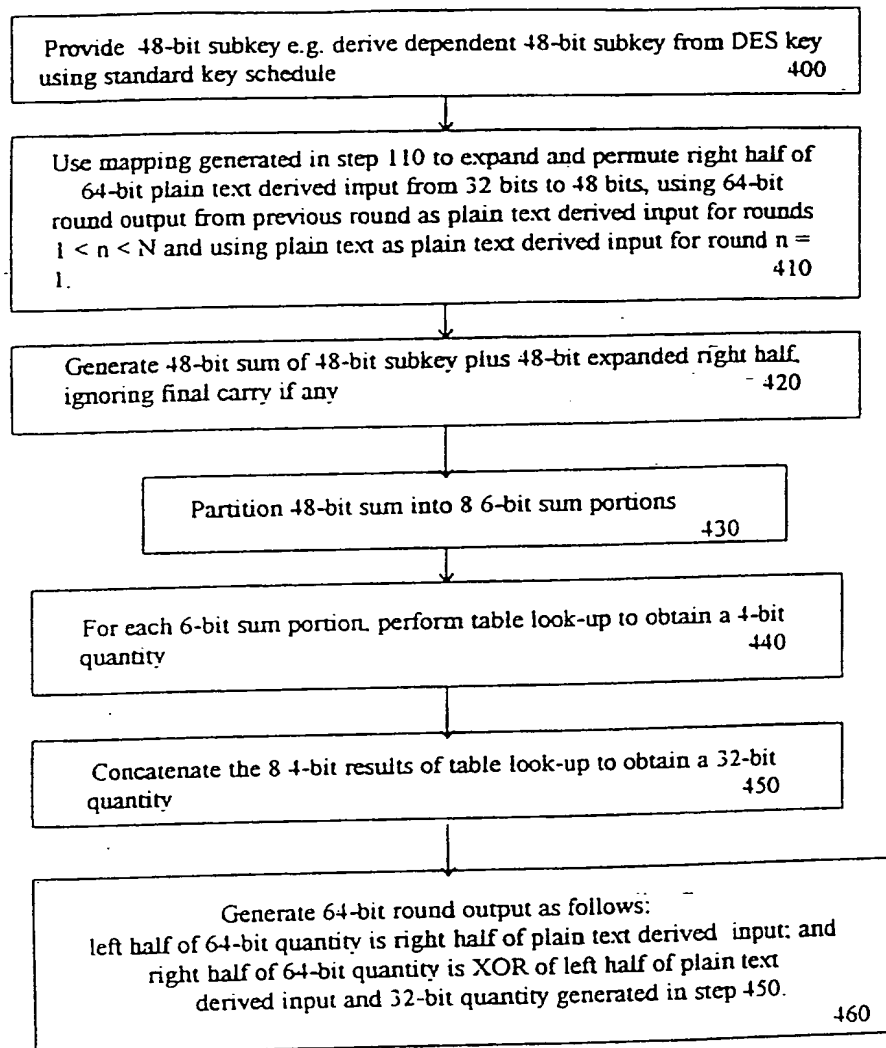 Provide 48-bit subkey e.g. derive dependent 48-bit subkey from DES key
using standard key schedule
400
Use mapping generated in step 110 to expand and permute right half of
64-bit plain text derived input from 32 bits to 48 bits, using 64-bit
round output from previous round as plain text derived input for rounds
1 < n < N and using plain text as plain text derived input for round n =
1.
410
Generate 48-bit sum of 48-bit subkey plus 48-bit expanded right half,
ignoring final carry if any
420
Partition 48-bit sum into 8 6-bit sum portions
430
For each 6-bit sum portion, perform table look-up to obtain a 4-bit
quantity
440
Concatenate the 8 4-bit results of table look-up to obtain a 32-bit
quantity
450
Generate 64-bit round output as follows:
left half of 64-bit quantity is right half of plain text derived input; and
right half of 64-bit quantity is XOR of left half of plain text
derived input and 32-bit quantity generated in step 450.
460